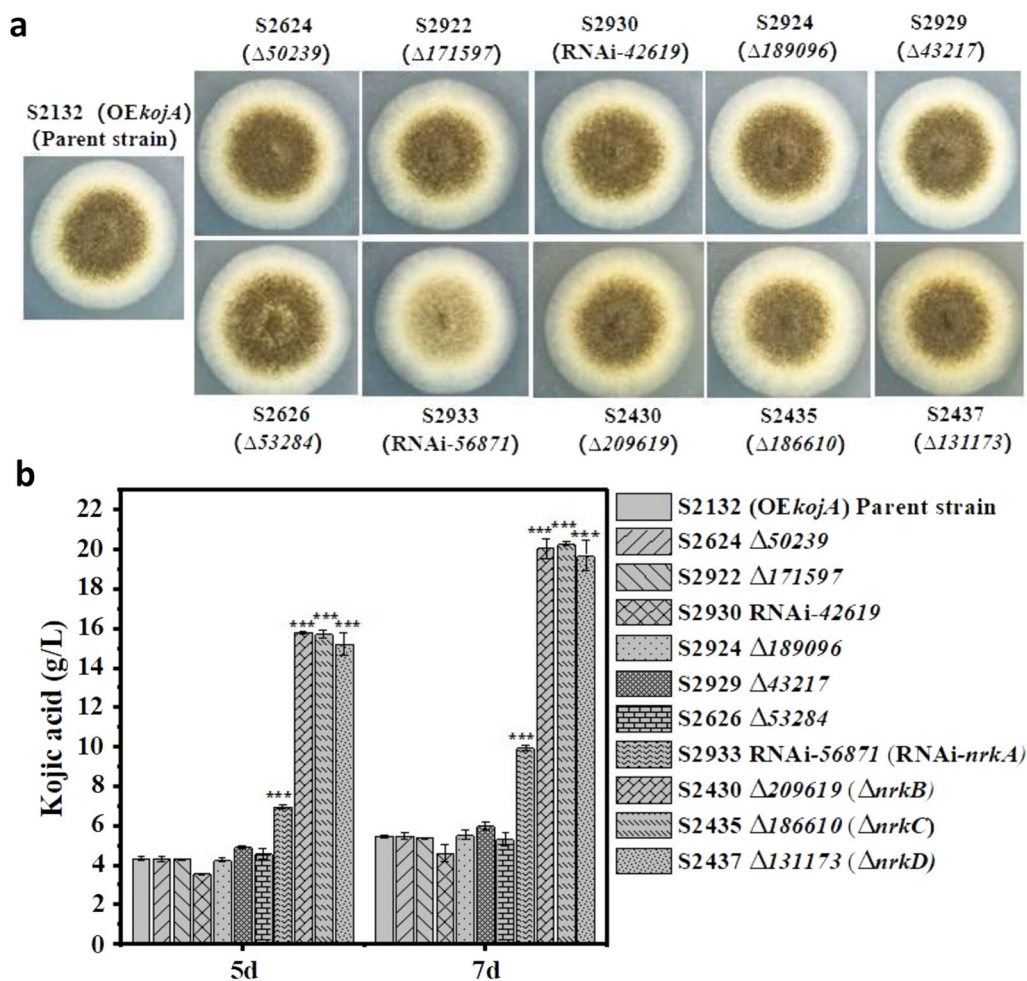 a
S2624
(Δ50239)
S2922
(Δ171597)
S2930
(RNAi-42619)
S2924
(Δ189096)
S2929
(Δ43217)
S2132 (OEkojA)
(Parent strain)
S2626
(Δ53284)
S2933
(RNAi-56871)
S2430
(Δ209619)
S2435
(Δ186610)
S2437
(Δ131173)
b
Kojic acid (g/L)
22
20
18
16
14
12
10
8
6
4
2
0
***
***
***
***
***
***
***
***
5d
7d
S2132 (OEkojA) Parent strain
S2624 Δ50239
S2922 Δ171597
S2930 RNAi-42619
S2924 Δ189096
S2929 Δ43217
S2626 Δ53284
S2933 RNAi-56871 (RNAi-nrkA)
S2430 Δ209619 (ΔnrkB)
S2435 Δ186610 (ΔnrkC)
S2437 Δ131173 (ΔnrkD)